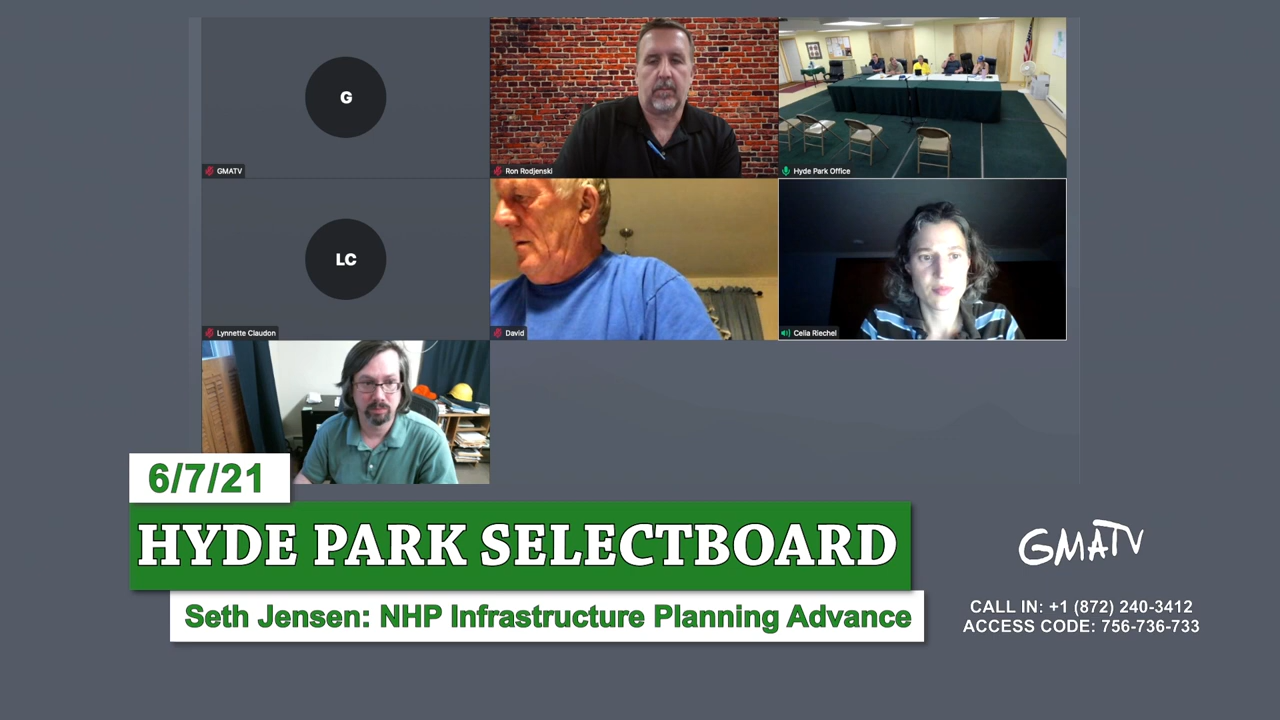 G
GMATV
Ron Rodjenski
Hyde Park Office
LC
Lynnette Claudon
David
Celia Riechel
6/7/21
HYDE PARK SELECTBOARD
Seth Jensen: NHP Infrastructure Planning Advance
GMATV
CALL IN: +1 (872) 240-3412
ACCESS CODE: 756-736-733